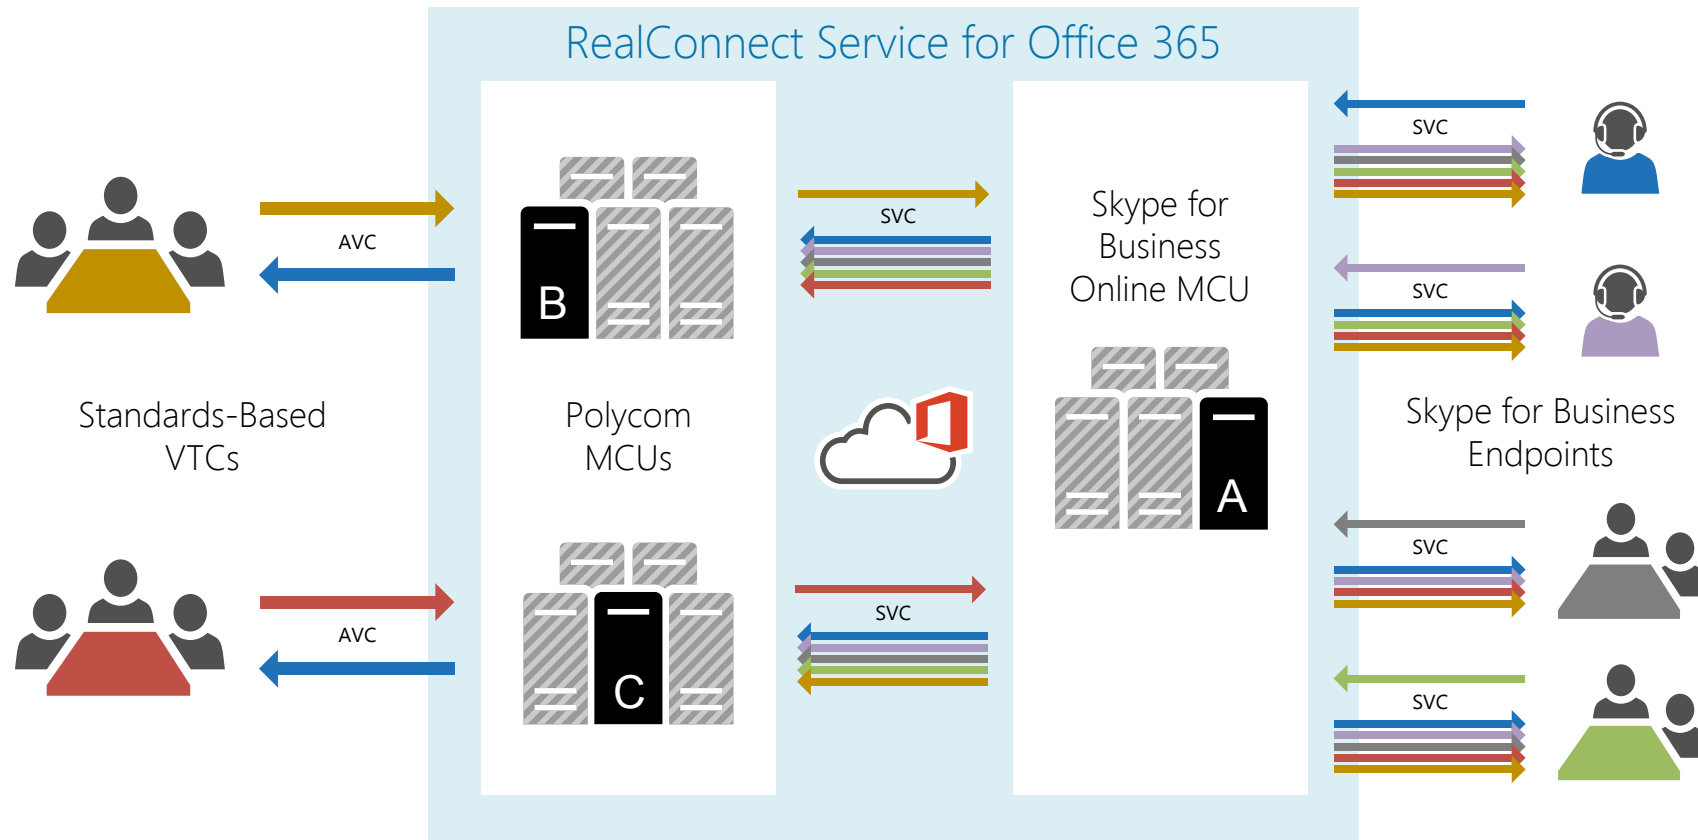 RealConnect Service for Office 365
AVC
B
SVC
Skype for
Business
Online MCU
SVC
SVC
Standards-Based
VTCs
Polycom
MCUs
A
Skype for Business
Endpoints
AVC
C
SVC
SVC
SVC